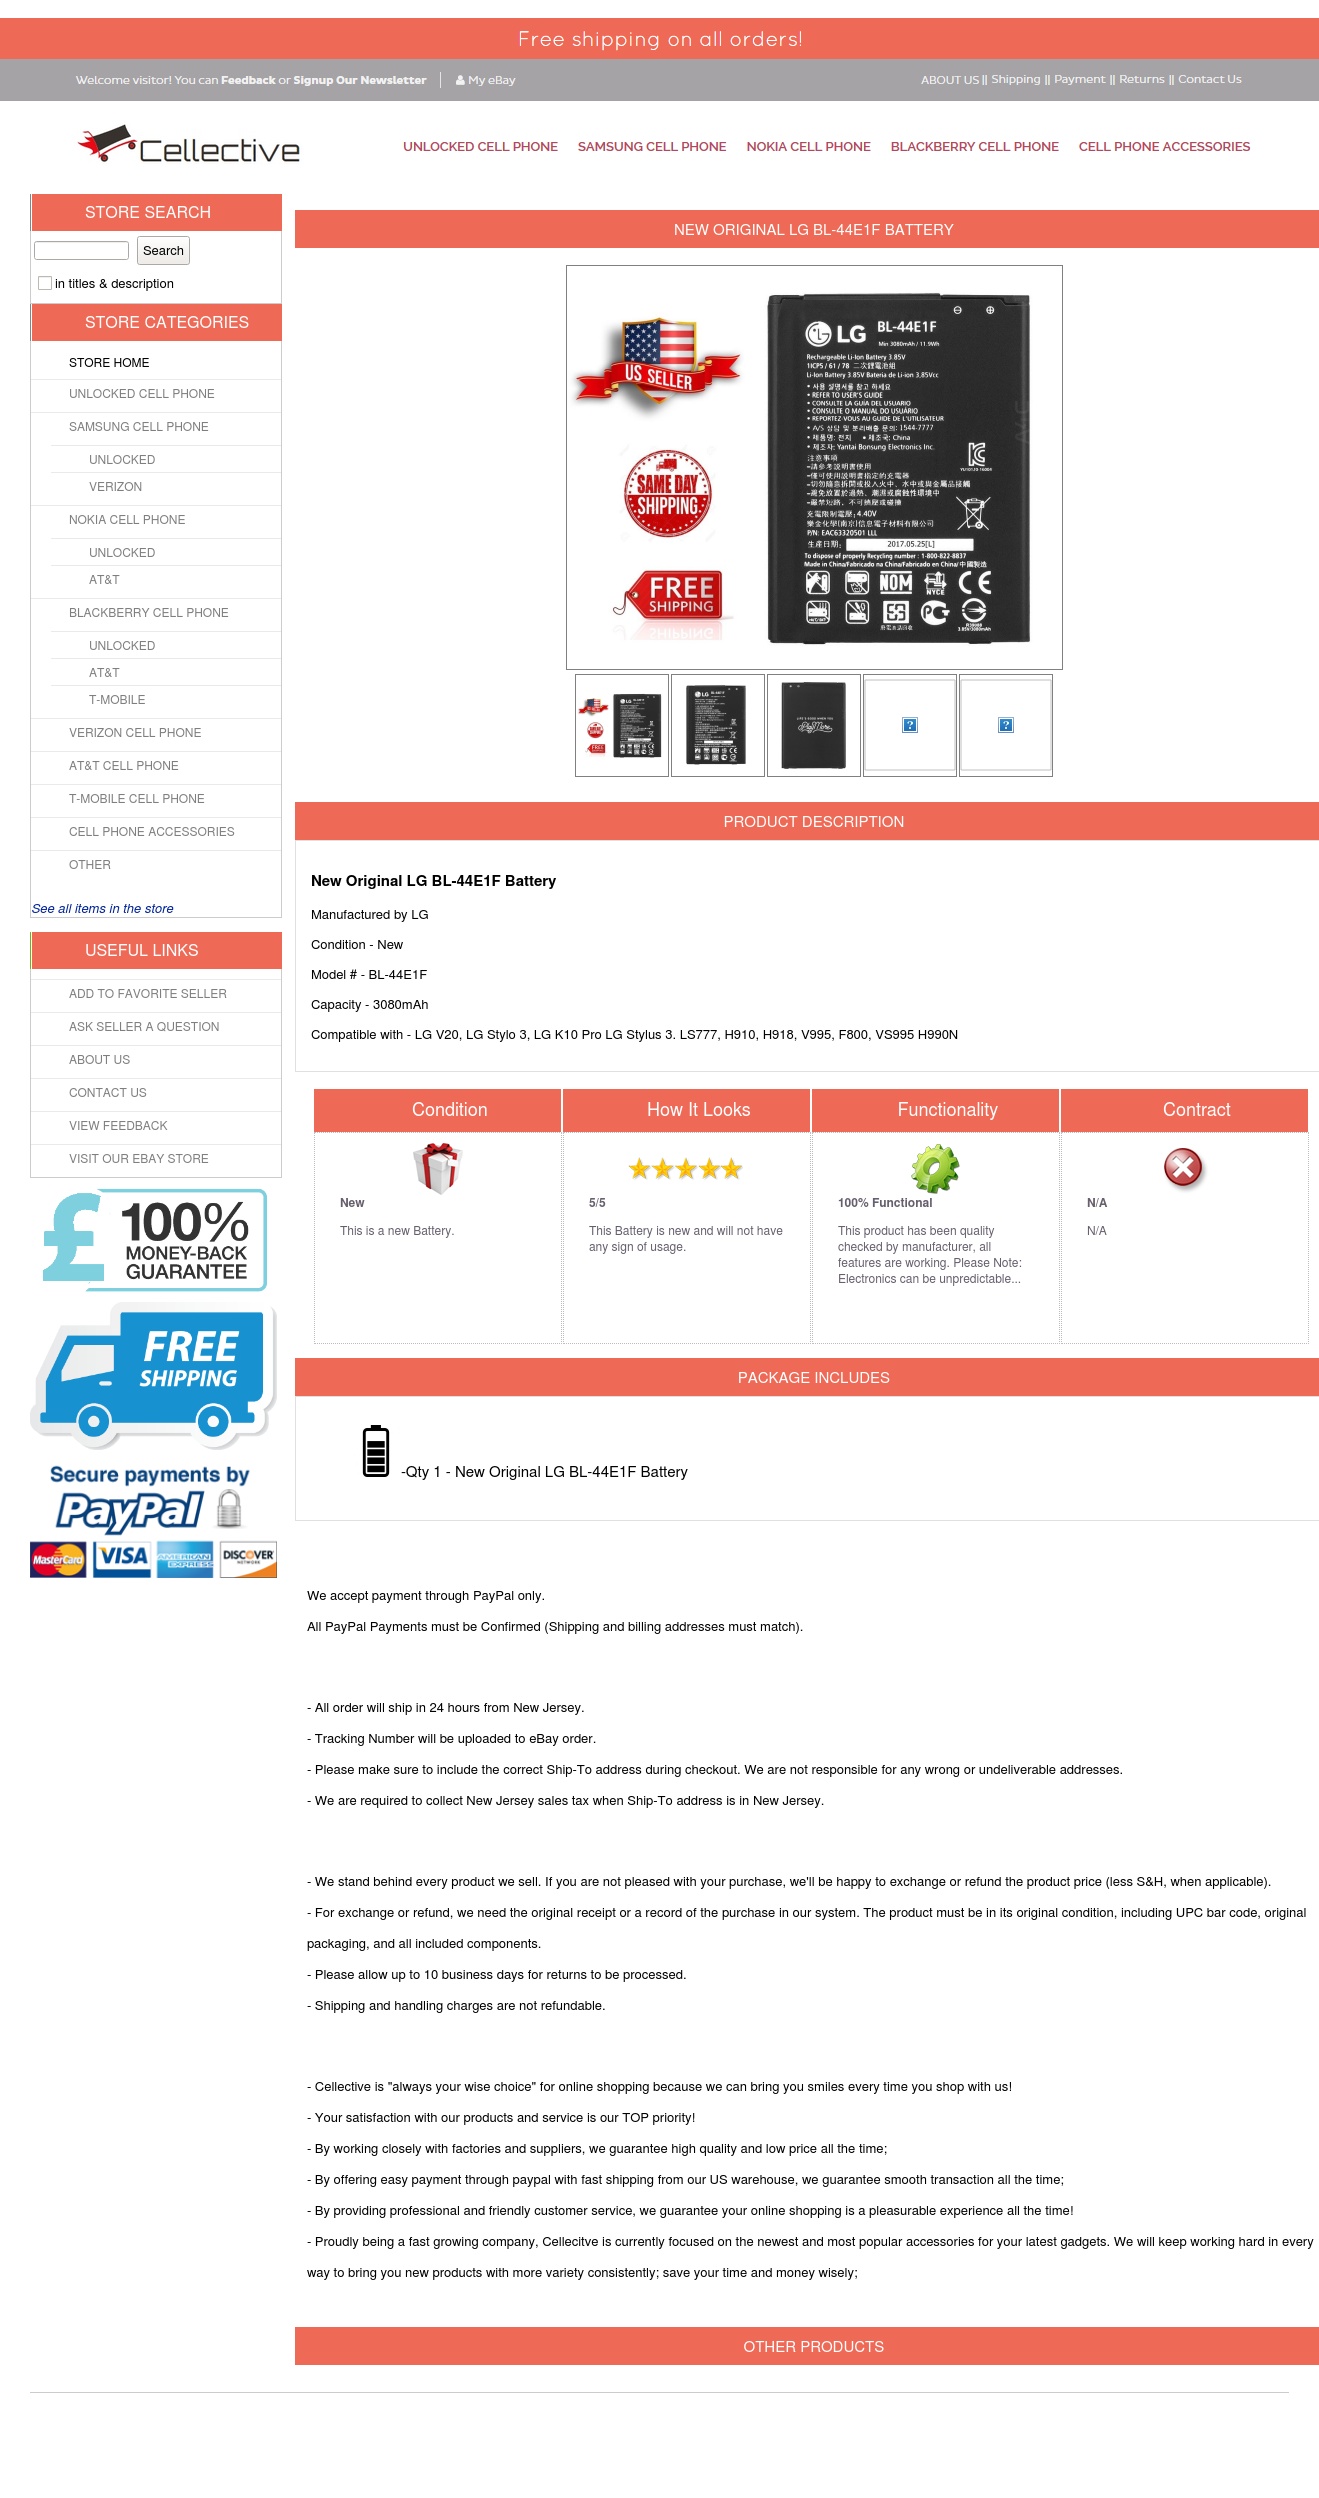 Free shipping on all orders!
Welcome visitor! You can Feedback or Signup Our Newsletter
My eBay
ABOUT US || Shipping || Payment || Returns || Contact Us
Cellective
UNLOCKED CELL PHONE SAMSUNG CELL PHONE NOKIA CELL PHONE BLACKBERRY CELL PHONE CELL PHONE ACCESSORIES
STORE SEARCH
Search
in titles & description
STORE CATEGORIES
STORE HOME
UNLOCKED CELL PHONE
SAMSUNG CELL PHONE
UNLOCKED
VERIZON
NOKIA CELL PHONE
UNLOCKED
AT&T
BLACKBERRY CELL PHONE
UNLOCKED
AT&T
T-MOBILE
VERIZON CELL PHONE
AT&T CELL PHONE
T-MOBILE CELL PHONE
CELL PHONE ACCESSORIES
OTHER
See all items in the store
USEFUL LINKS
ADD TO FAVORITE SELLER
ASK SELLER A QUESTION
ABOUT US
CONTACT US
VIEW FEEDBACK
VISIT OUR EBAY STORE
£ 100%
MONEY-BACK
GUARANTEE
FREE
SHIPPING
Secure payments by
PayPal
MasterCard VISA AMERICAN EXPRESS DISCOVER NETWORK
NEW ORIGINAL LG BL-44E1F BATTERY
US SELLER
SAME DAY
SHIPPING
FREE
SHIPPING
LG BL-44E1F
Min 3080mAh / 11.9Wh
Rechargeable Li-Ion Battery 3.85V
1ICP5 / 61 / 78 二次鋰電池組
Li-Ion Battery 3.85V Bateria de Li-ion 3,85Vcc
• 사용 설명서를 참고 하세요
• REFER TO USER'S GUIDE
• CONSULTE LA GUÍA DEL USUARIO
• CONSULTE O MANUAL DO USUÁRIO
• REPORTEZ-VOUS AU GUIDE DE L'UTILISATEUR
• A/S 상담 및 분리배출 문의: 1544-7777
• 제품명: 전지 • 제조국: China
• 제조자: Yantai Bonsung Electronics Inc.
注意事項
-請參考說明書使用
-僅可使用說明書指定的充電器
-切勿隨意拆開或投入火中、水中或與金屬品接觸
-避免放置於過熱、潮濕或腐蝕性環境中
-嚴禁短路、不可擠壓或碰撞
充電限制電壓: 4.40V
樂金化學(南京)信息電子材料有限公司
P/N: EAC63320501 LLL
生產日期: 2017.05.25[L]
To dispose of properly Recycling number : 1-800-822-8837
Made in China/Fabricado na China/Fabricado en China/中國製造
NOM NYCE CE
廢電池請回收
3.85V/3080mAh
PRODUCT DESCRIPTION
New Original LG BL-44E1F Battery
Manufactured by LG
Condition - New
Model # - BL-44E1F
Capacity - 3080mAh
Compatible with - LG V20, LG Stylo 3, LG K10 Pro LG Stylus 3. LS777, H910, H918, V995, F800, VS995 H990N
Condition
New
This is a new Battery.
How It Looks
5/5
This Battery is new and will not have
any sign of usage.
Functionality
100% Functional
This product has been quality
checked by manufacturer, all
features are working. Please Note:
Electronics can be unpredictable...
Contract
N/A
N/A
PACKAGE INCLUDES
-Qty 1 - New Original LG BL-44E1F Battery
We accept payment through PayPal only.
All PayPal Payments must be Confirmed (Shipping and billing addresses must match).
- All order will ship in 24 hours from New Jersey.
- Tracking Number will be uploaded to eBay order.
- Please make sure to include the correct Ship-To address during checkout. We are not responsible for any wrong or undeliverable addresses.
- We are required to collect New Jersey sales tax when Ship-To address is in New Jersey.
- We stand behind every product we sell. If you are not pleased with your purchase, we'll be happy to exchange or refund the product price (less S&H, when applicable).
- For exchange or refund, we need the original receipt or a record of the purchase in our system. The product must be in its original condition, including UPC bar code, original
packaging, and all included components.
- Please allow up to 10 business days for returns to be processed.
- Shipping and handling charges are not refundable.
- Cellective is "always your wise choice" for online shopping because we can bring you smiles every time you shop with us!
- Your satisfaction with our products and service is our TOP priority!
- By working closely with factories and suppliers, we guarantee high quality and low price all the time;
- By offering easy payment through paypal with fast shipping from our US warehouse, we guarantee smooth transaction all the time;
- By providing professional and friendly customer service, we guarantee your online shopping is a pleasurable experience all the time!
- Proudly being a fast growing company, Cellecitve is currently focused on the newest and most popular accessories for your latest gadgets. We will keep working hard in every
way to bring you new products with more variety consistently; save your time and money wisely;
OTHER PRODUCTS